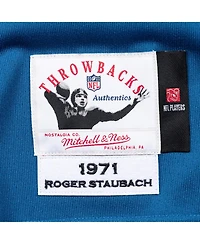 THROWBACKS
NFL
Authentics
NOSTALGIA CO.
Mitchell & Ness
PHILADELPHIA, PA.
NFL PLAYERS
1971
ROGER STAUBACH